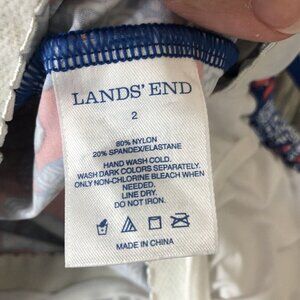 LANDS' END
2
80% NYLON
20% SPANDEX/ELASTANE
HAND WASH COLD.
WASH DARK COLORS SEPARATELY.
ONLY NON-CHLORINE BLEACH WHEN
NEEDED.
LINE DRY.
DO NOT IRON.
MADE IN CHINA